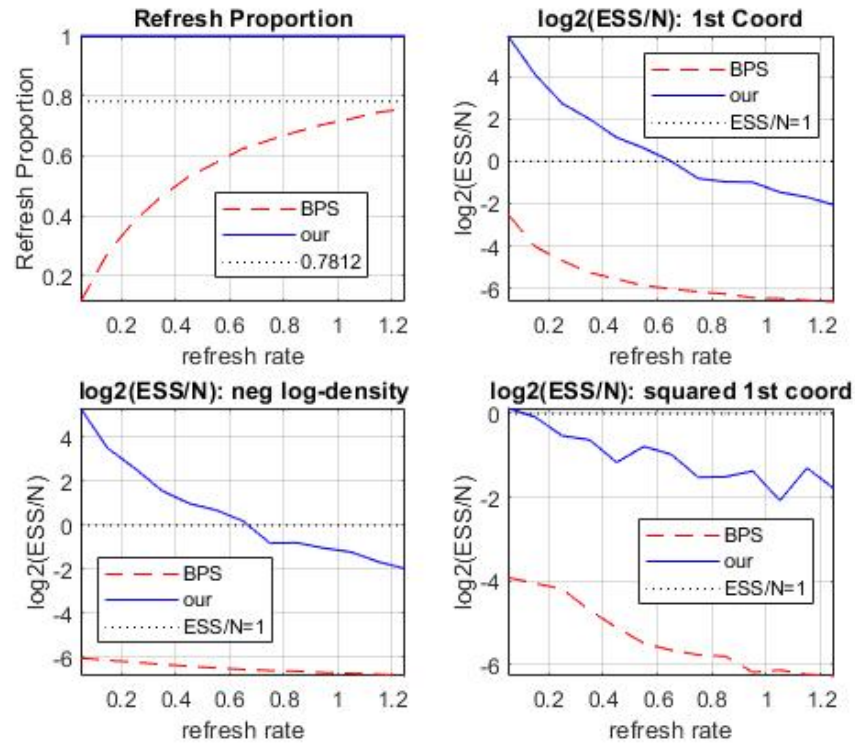 Refresh Proportion
Refresh Proportion
1
0.8
0.6
0.4
0.2
BPS
our
0.7812
0.2 0.4 0.6 0.8 1 1.2
refresh rate
log2(ESS/N): 1st Coord
log2(ESS/N)
4
2
0
-2
-4
-6
BPS
our
ESS/N=1
0.2 0.4 0.6 0.8 1 1.2
refresh rate
log2(ESS/N): neg log-density
log2(ESS/N)
4
2
0
-2
-4
-6
BPS
our
ESS/N=1
0.2 0.4 0.6 0.8 1 1.2
refresh rate
log2(ESS/N): squared 1st coord
log2(ESS/N)
0
-2
-4
-6
BPS
our
ESS/N=1
0.2 0.4 0.6 0.8 1 1.2
refresh rate